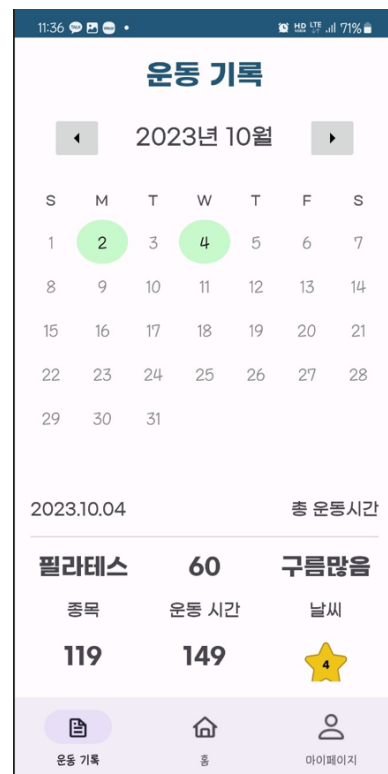 11:36 HD LTE 71%
운동 기록
2023년 10월
S M T W T F S
1 2 3 4 5 6 7
8 9 10 11 12 13 14
15 16 17 18 19 20 21
22 23 24 25 26 27 28
29 30 31
2023.10.04 총 운동시간
필라테스 60 구름많음
종목 운동 시간 날씨
119 149 4
운동 기록 홈 마이페이지